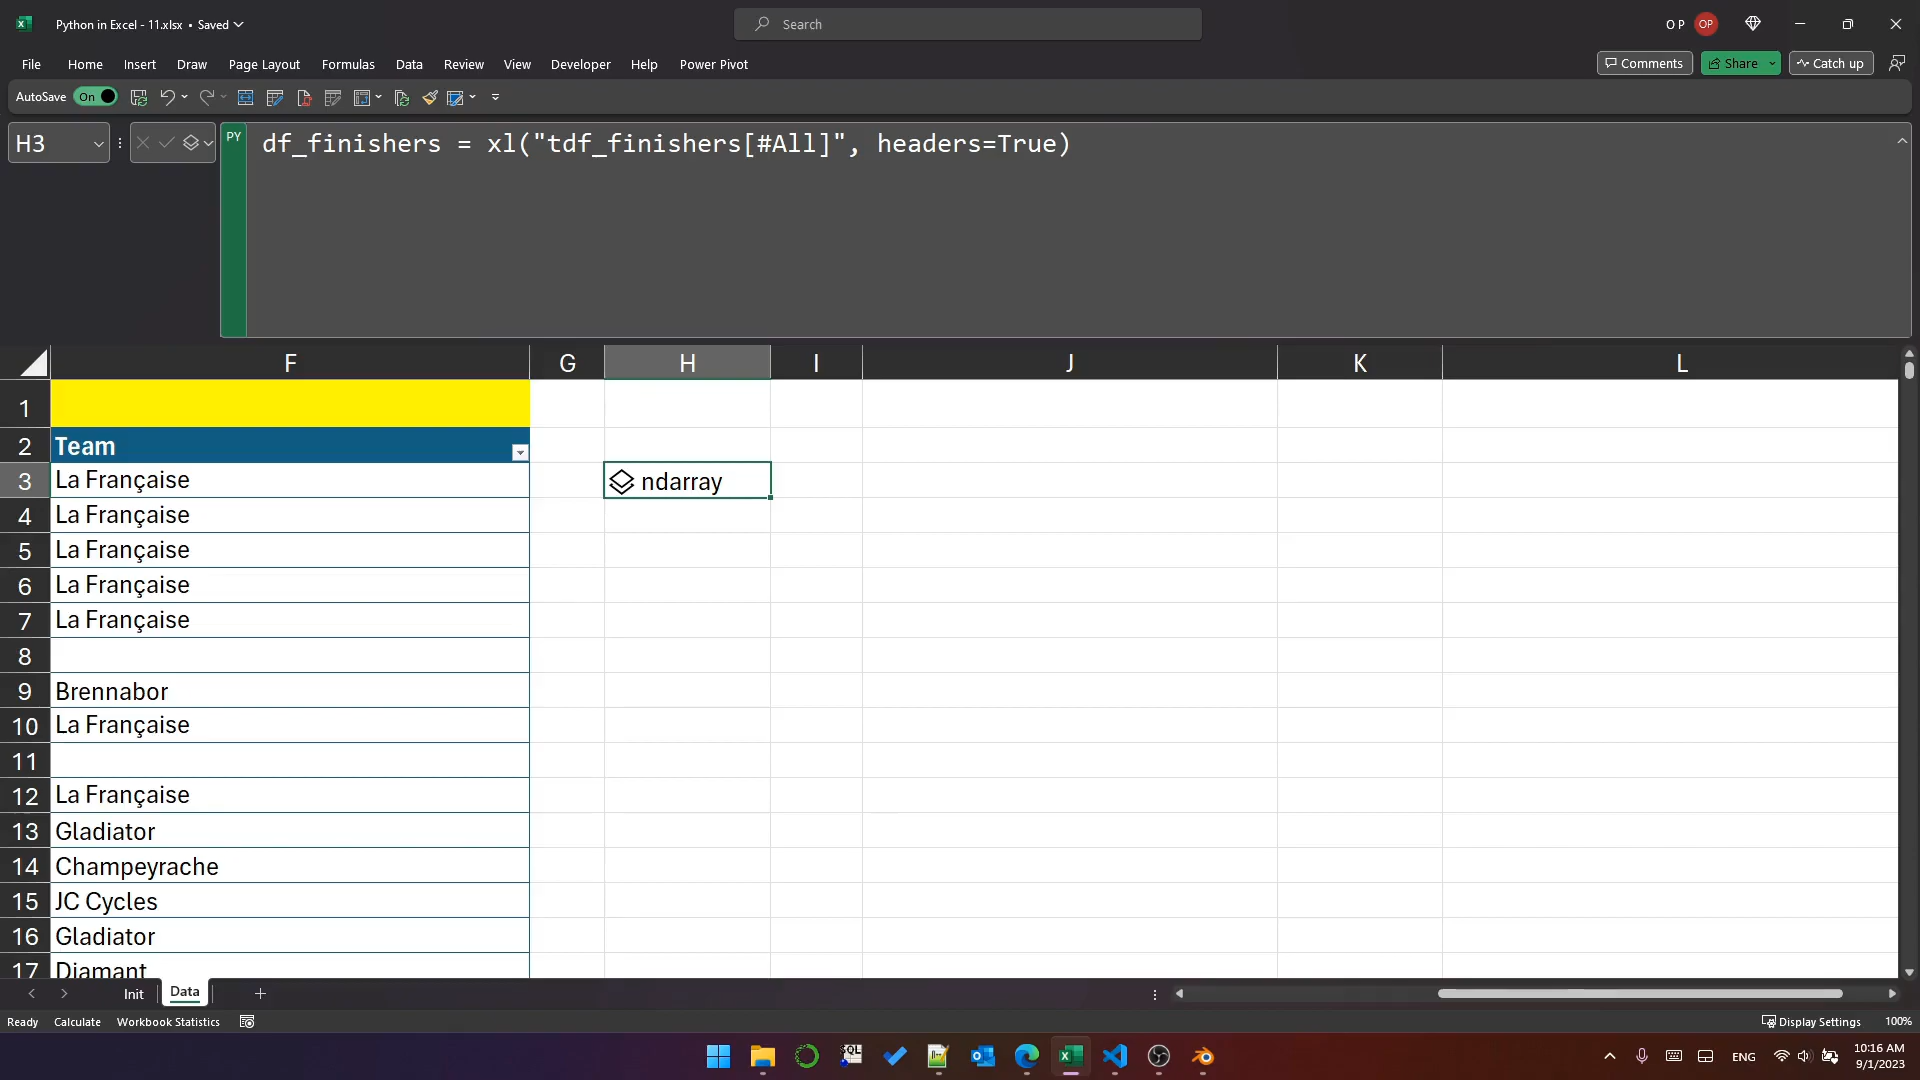 Python in Excel - 11.xlsx • Saved
Search
O P
OP
File
Home
Insert
Draw
Page Layout
Formulas
Data
Review
View
Developer
Help
Power Pivot
Comments
Share
Catch up
AutoSave
On
H3
PY
df_finishers = xl("tdf_finishers[#All]", headers=True)
F
G
H
I
J
K
L
1
2
Team
3
La Française
ndarray
4
La Française
5
La Française
6
La Française
7
La Française
8
9
Brennabor
10
La Française
11
12
La Française
13
Gladiator
14
Champeyrache
15
JC Cycles
16
Gladiator
17
Diamant
Init
Data
Ready
Calculate
Workbook Statistics
Display Settings
100%
SQL
ENG
10:16 AM
9/1/2023